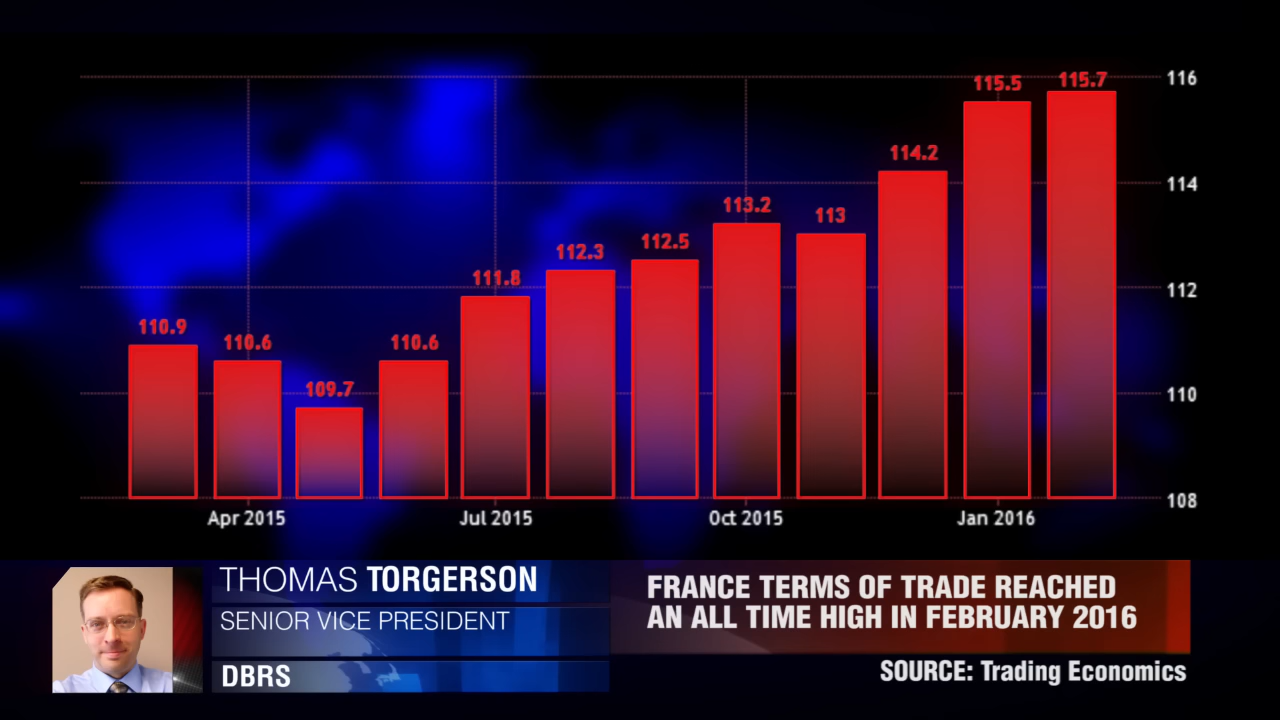 116
115.7
115.5
114.2
114
113.2
113
112.5
112.3
112
111.8
110.9
110.6
110.6
110
109.7
108
Apr 2015
Jul 2015
Oct 2015
Jan 2016
THOMAS TORGERSON
SENIOR VICE PRESIDENT
DBRS
FRANCE TERMS OF TRADE REACHED
AN ALL TIME HIGH IN FEBRUARY 2016
SOURCE: Trading Economics